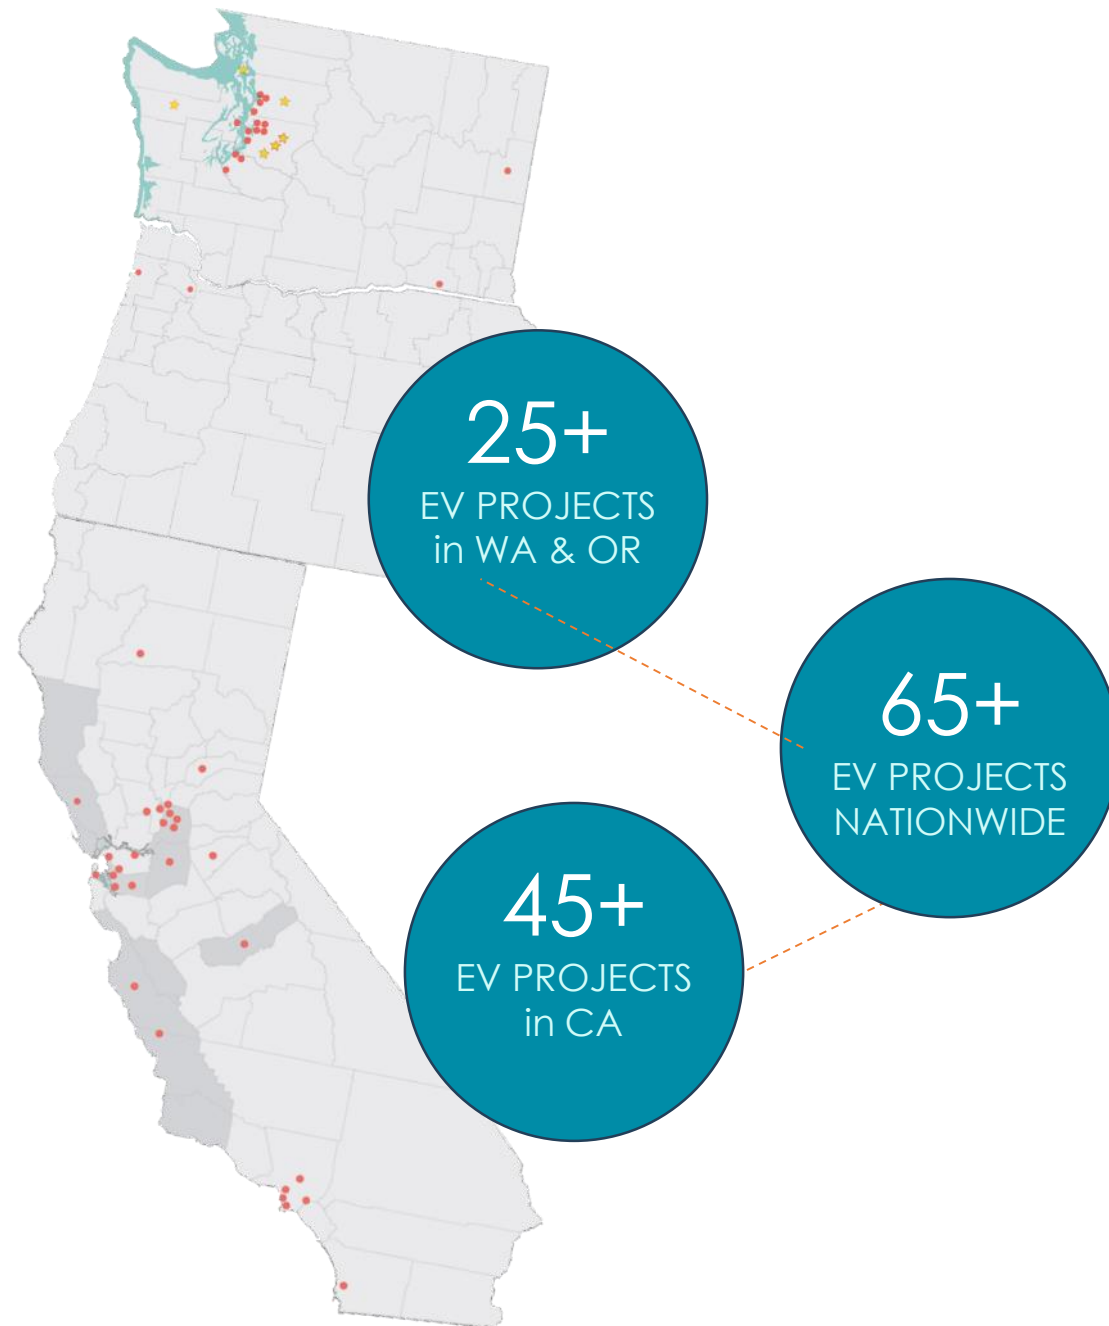 25+
EV PROJECTS
in WA & OR
65+
EV PROJECTS
NATIONWIDE
45+
EV PROJECTS
in CA